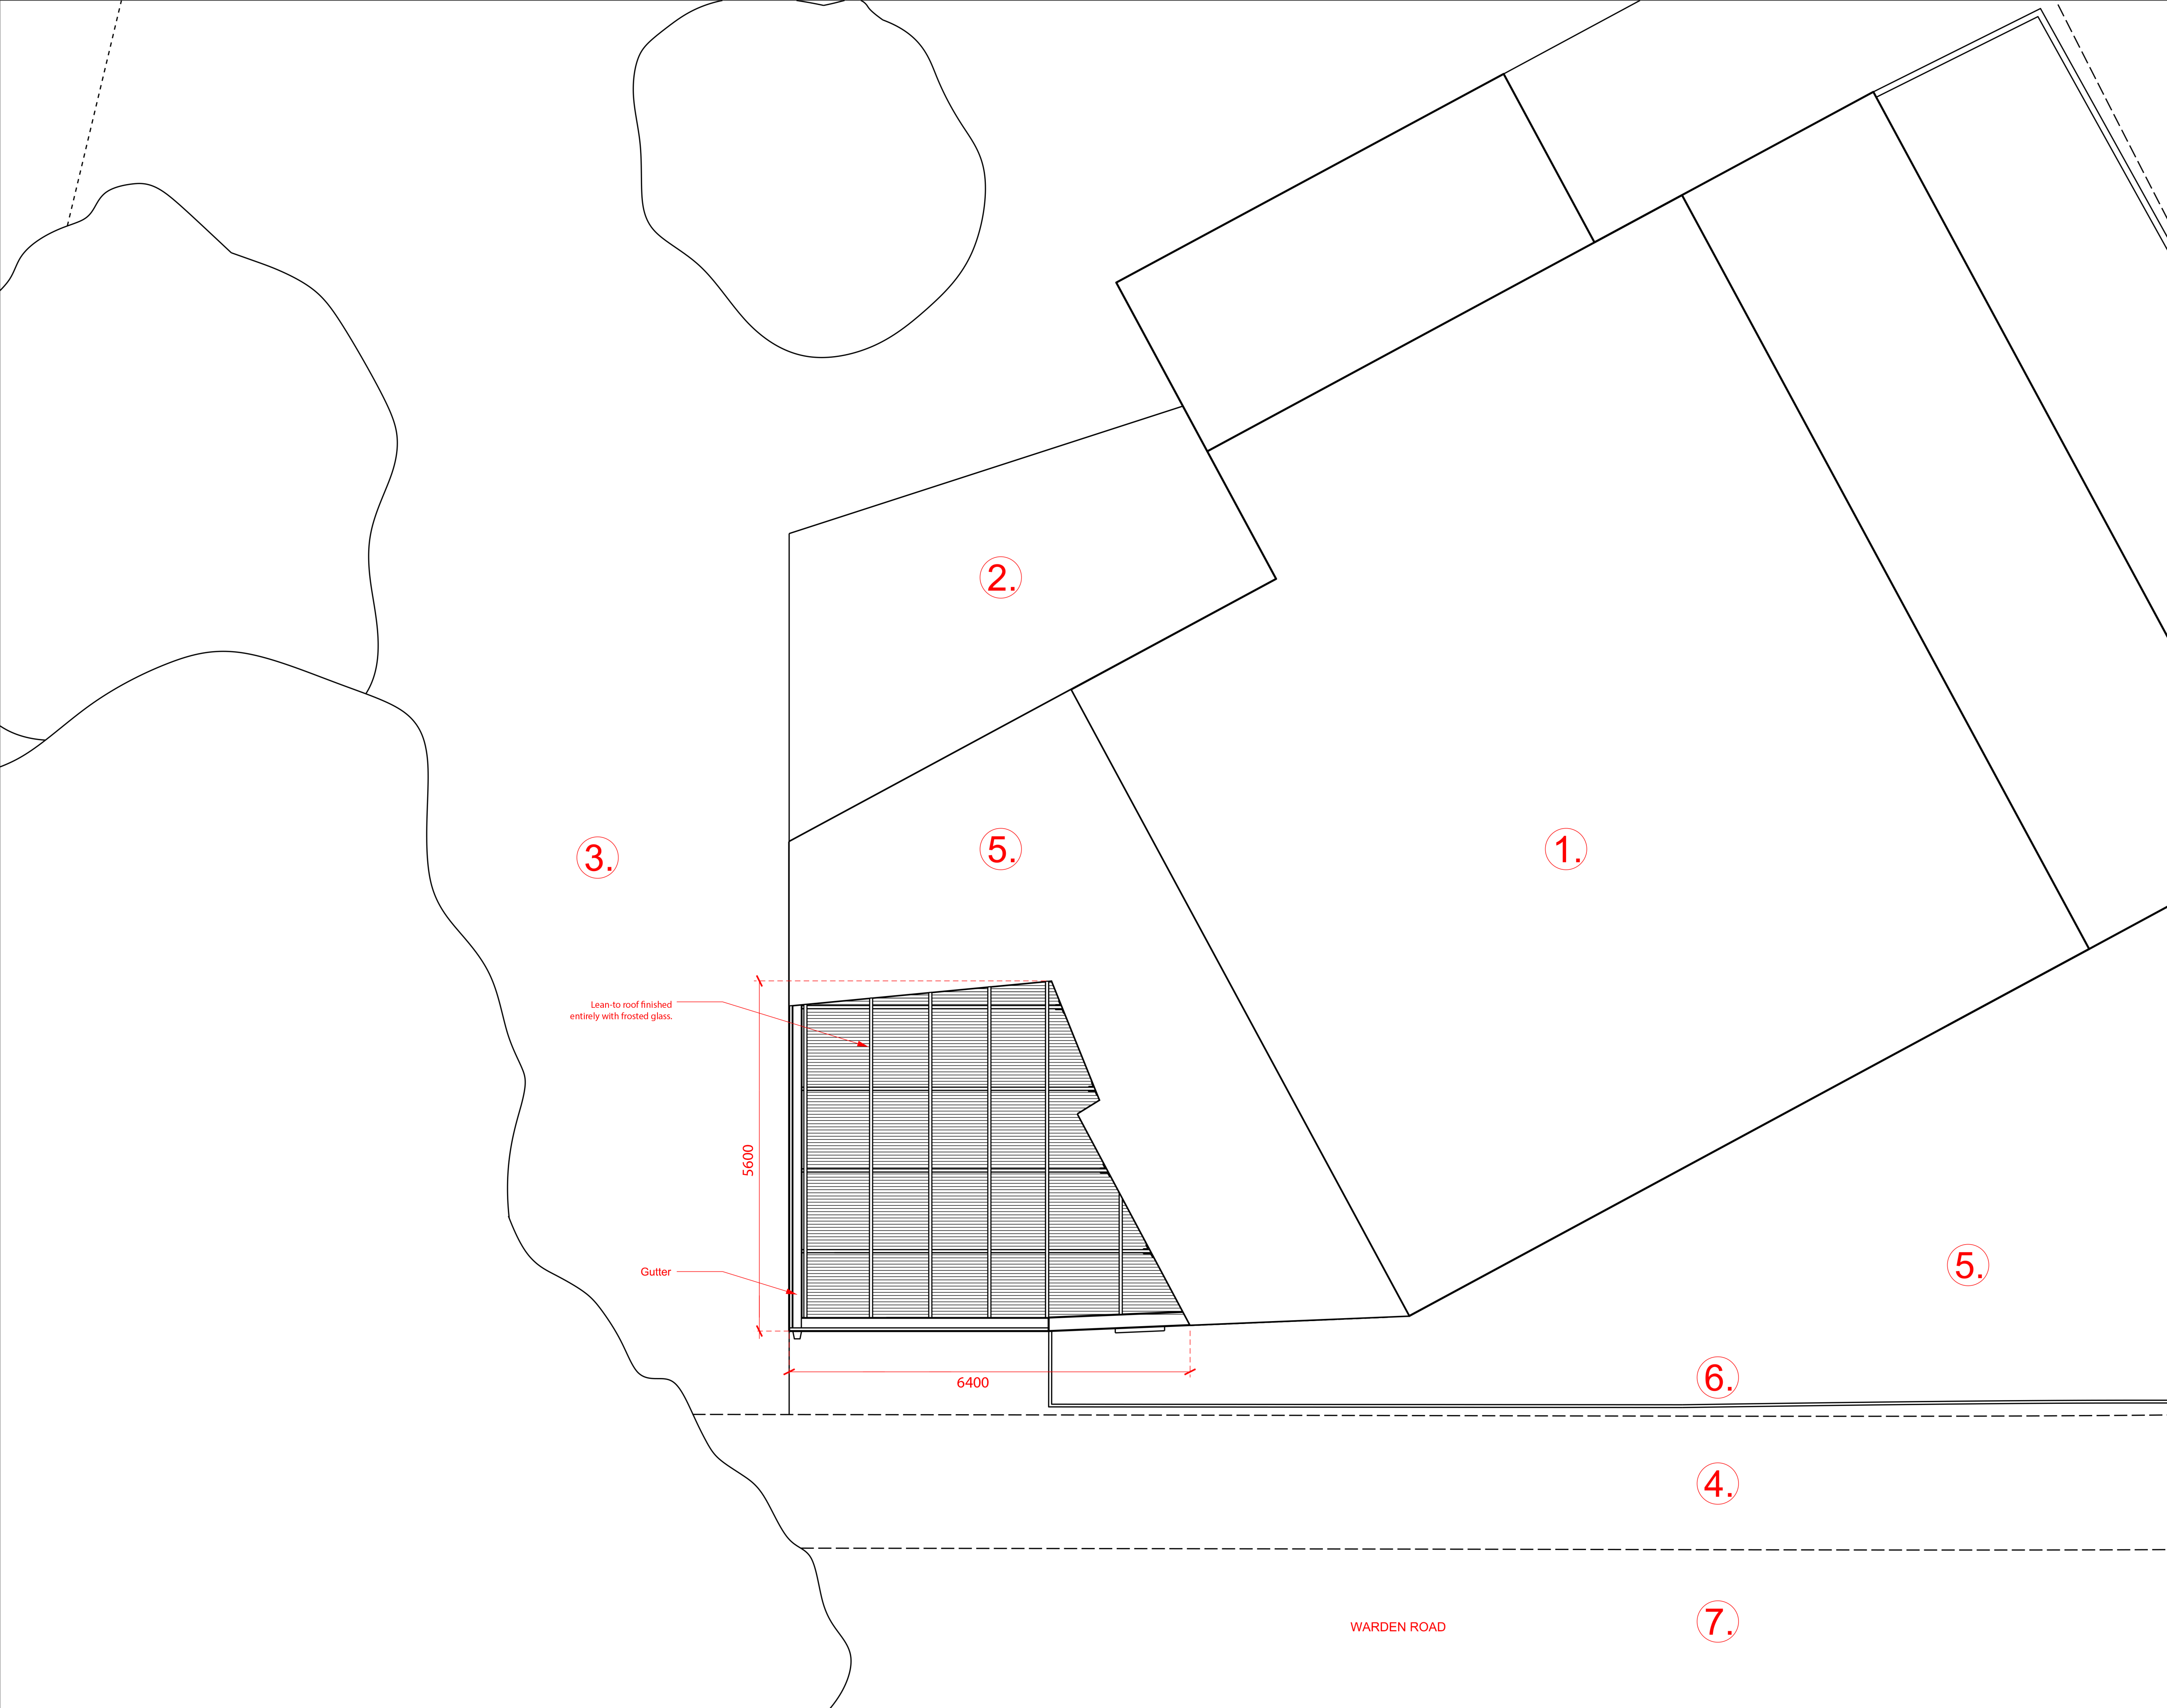 2.
5.
1.
3.
Lean-to roof finished
entirely with frosted glass.
5600
Gutter
5.
6400
6.
4.
WARDEN ROAD
7.